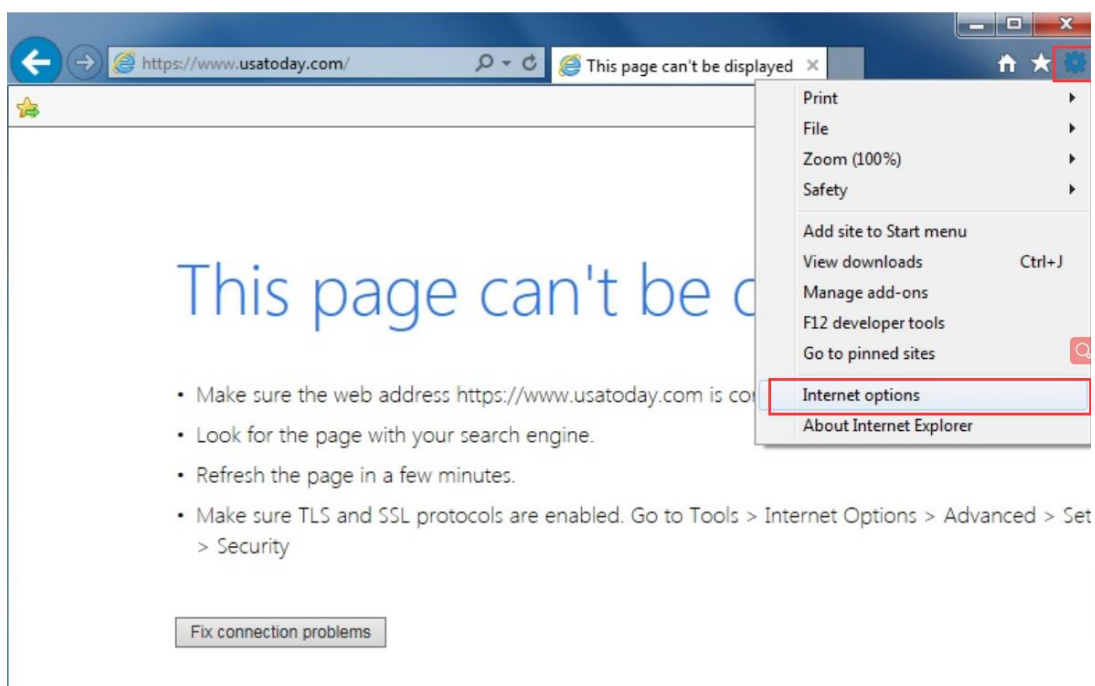 https://www.usatoday.com/
This page can't be displayed
Print
File
Zoom (100%)
Safety
Add site to Start menu
View downloads Ctrl+J
Manage add-ons
F12 developer tools
Go to pinned sites
Internet options
About Internet Explorer
This page can't be
• Make sure the web address https://www.usatoday.com is
• Look for the page with your search engine.
• Refresh the page in a few minutes.
• Make sure TLS and SSL protocols are enabled. Go to Tools > Internet Options > Advanced >
> Security
Fix connection problems